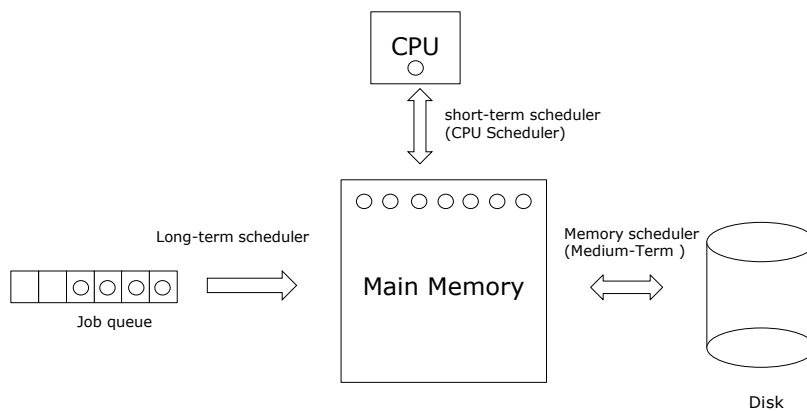 CPU
short-term scheduler
(CPU Scheduler)
Long-term scheduler
Memory scheduler
(Medium-Term )
Main Memory
Job queue
Disk